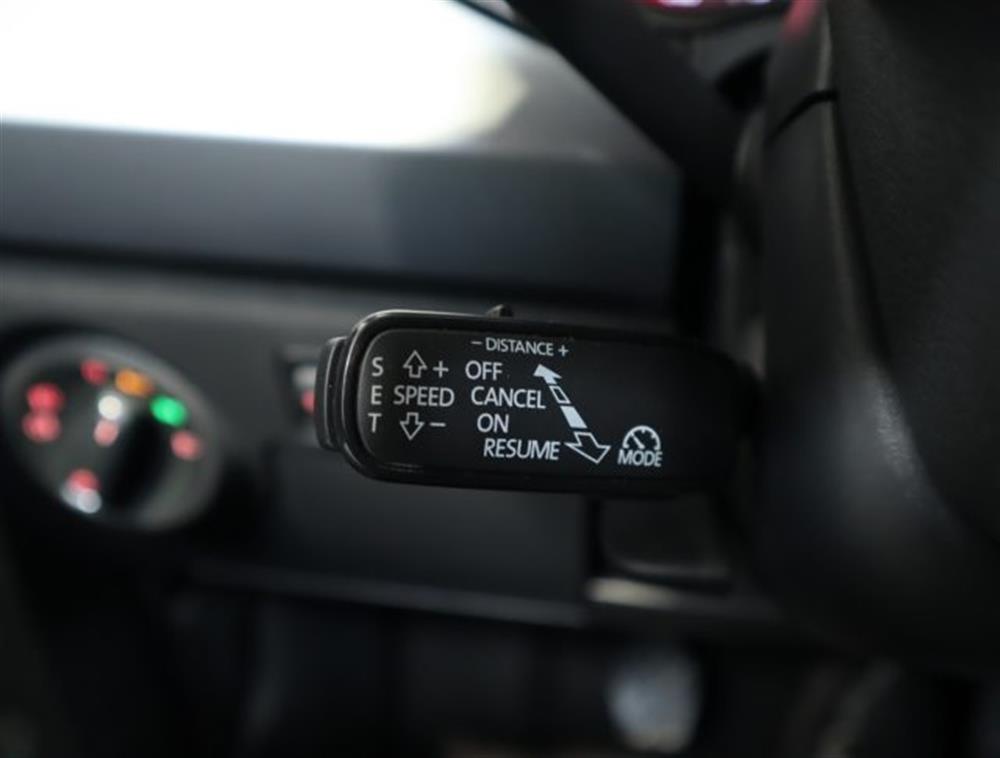 - DISTANCE +
S + OFF
E SPEED CANCEL
T - ON
RESUME
MODE